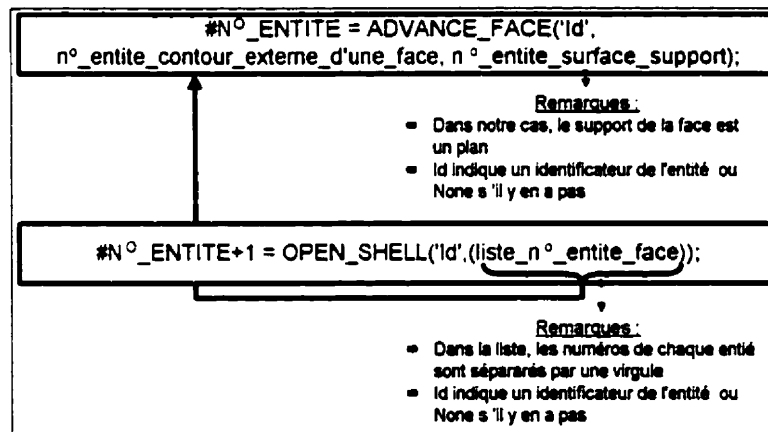 #N°_ENTITE = ADVANCE_FACE('Id',
n°_entite_contour_externe_d'une_face, n °_entite_surface_support);
Remarques :
Dans notre cas, le support de la face est
un plan
Id indique un identificateur de l'entité ou
None s 'il y en a pas
#N°_ENTITE+1 = OPEN_SHELL('Id',(liste_n °_entite_face));
Remarques :
Dans la liste, les numéros de chaque entié
sont sépararés par une virgule
Id indique un identificateur de l'entité ou
None s 'il y en a pas